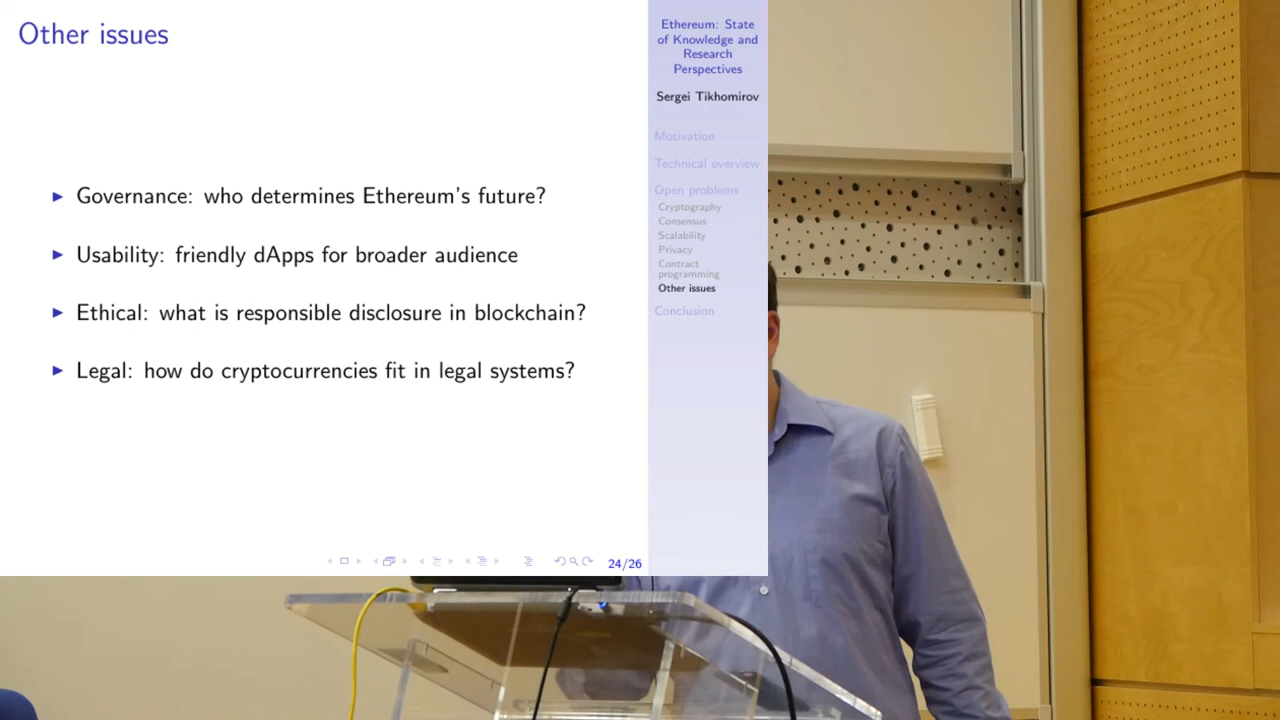 Other issues
▶ Governance: who determines Ethereum's future?
▶ Usability: friendly dApps for broader audience
▶ Ethical: what is responsible disclosure in blockchain?
▶ Legal: how do cryptocurrencies fit in legal systems?
24/26
Ethereum: State
of Knowledge and
Research
Perspectives
Sergei Tikhomirov
Motivation
Technical overview
Open problems
Cryptography
Consensus
Scalability
Privacy
Contract
programming
Other issues
Conclusion